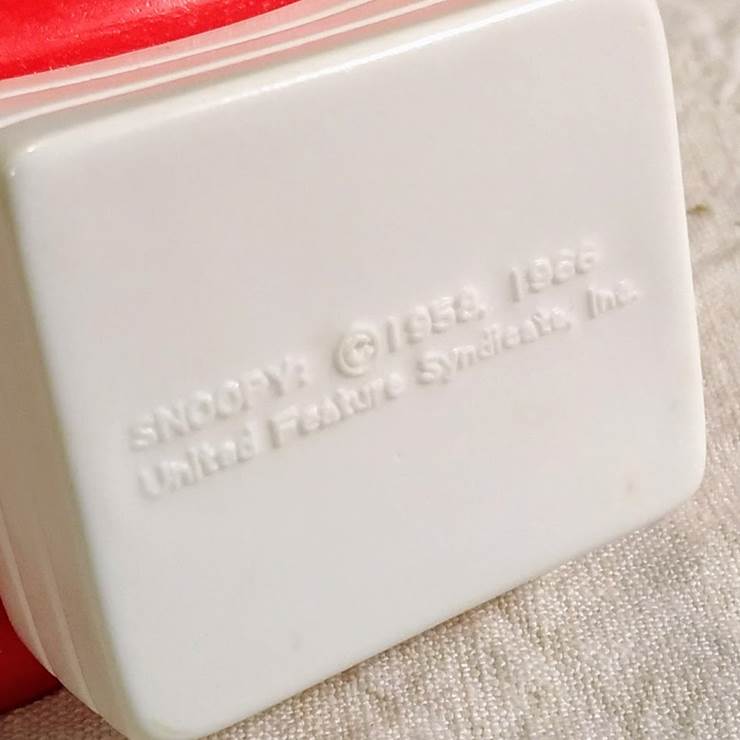 SNOOPY: ©1958, 1966
United Feature Syndicate, Inc.